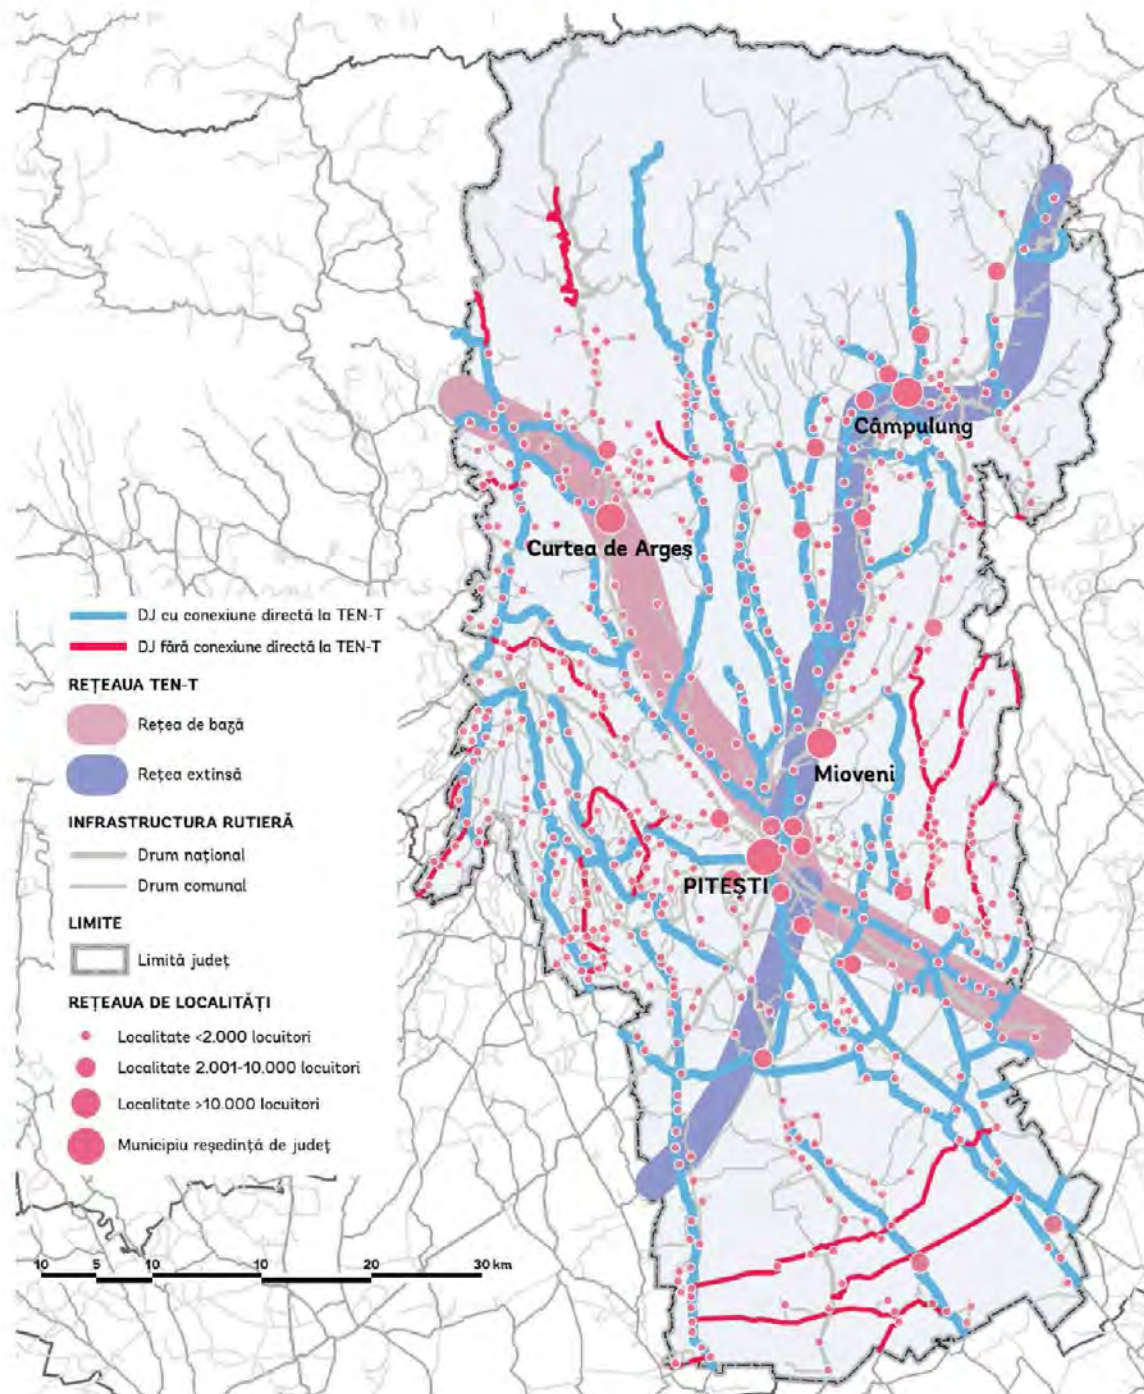 Câmpulung
Curtea de Argeș
Mioveni
PITEȘTI
DJ cu conexiune directă la TEN-T
DJ fără conexiune directă la TEN-T
REȚEAUA TEN-T
Rețea de bază
Rețea extinsă
INFRASTRUCTURA RUTIERĂ
Drum național
Drum comunal
LIMITE
Limită județ
REȚEAUA DE LOCALITĂȚI
Localitate <2.000 locuitori
Localitate 2.001-10.000 locuitori
Localitate >10.000 locuitori
Municipiu reședință de județ
10 5 10 10 20 30 km